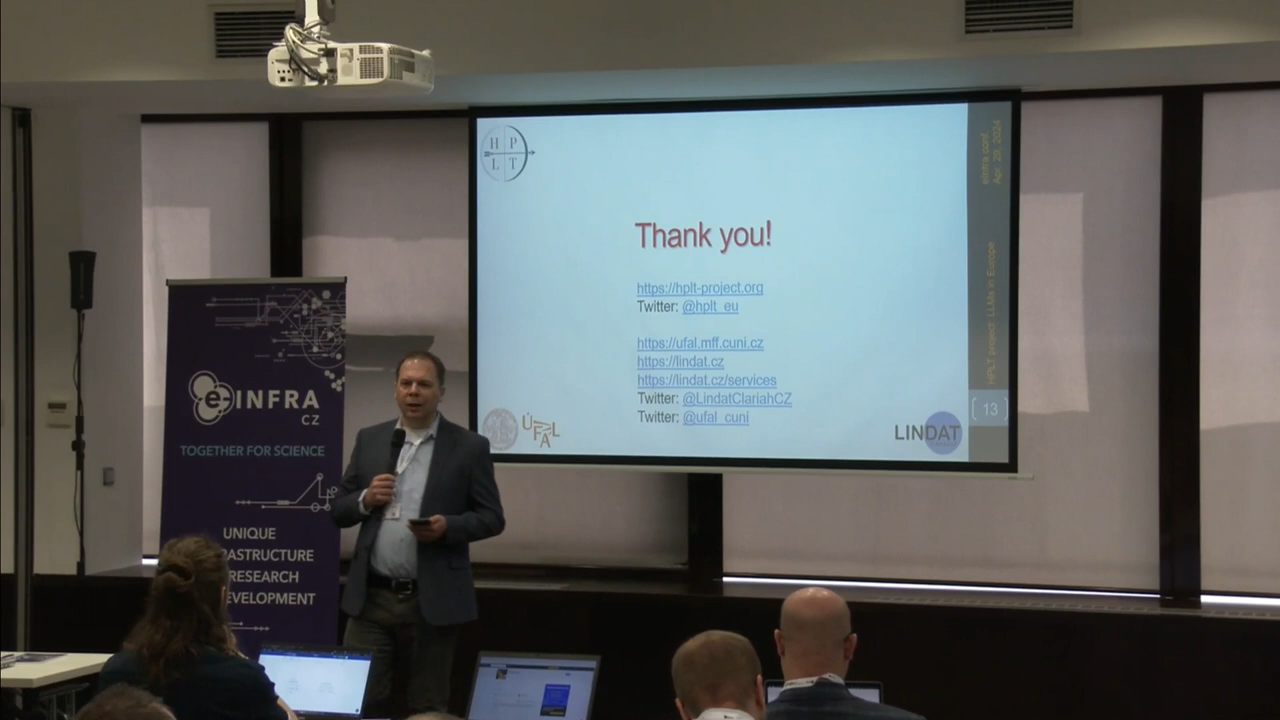 H P
L T
Thank you!
https://hplt-project.org
Twitter: @hplt_eu
https://ufal.mff.cuni.cz
https://lindat.cz
https://lindat.cz/services
Twitter: @LindatClariahCZ
Twitter: @ufal_cuni
ÚFAL
LINDAT
eInfra conf.
Apr. 29, 2024
HPLT project: LLMs in Europe
13
e-INFRA
CZ
TOGETHER FOR SCIENCE
UNIQUE
RASTRUCTURE
RESEARCH
EVELOPMENT